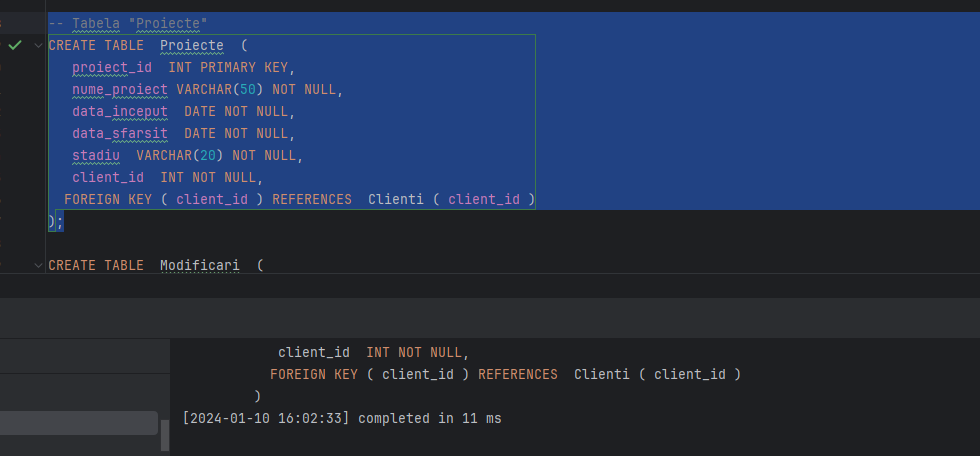 -- Tabela "Proiecte"
CREATE TABLE  Proiecte  (
   proiect_id  INT PRIMARY KEY,
   nume_proiect VARCHAR(50) NOT NULL,
   data_inceput  DATE NOT NULL,
   data_sfarsit  DATE NOT NULL,
   stadiu  VARCHAR(20) NOT NULL,
   client_id  INT NOT NULL,
  FOREIGN KEY ( client_id ) REFERENCES  Clienti ( client_id )
);
CREATE TABLE  Modificari  (
client_id  INT NOT NULL,
FOREIGN KEY ( client_id ) REFERENCES  Clienti ( client_id )
)
[2024-01-10 16:02:33] completed in 11 ms